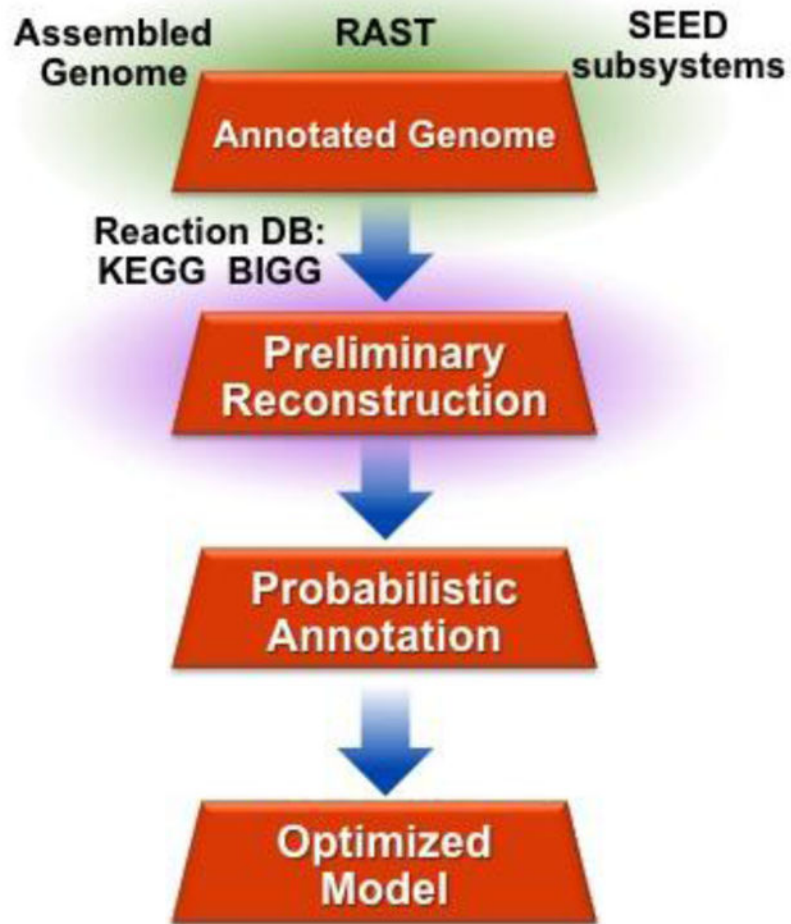 Assembled
Genome
RAST
SEED
subsystems
Annotated Genome
Reaction DB:
KEGG BIGG
Preliminary
Reconstruction
Probabilistic
Annotation
Optimized
Model